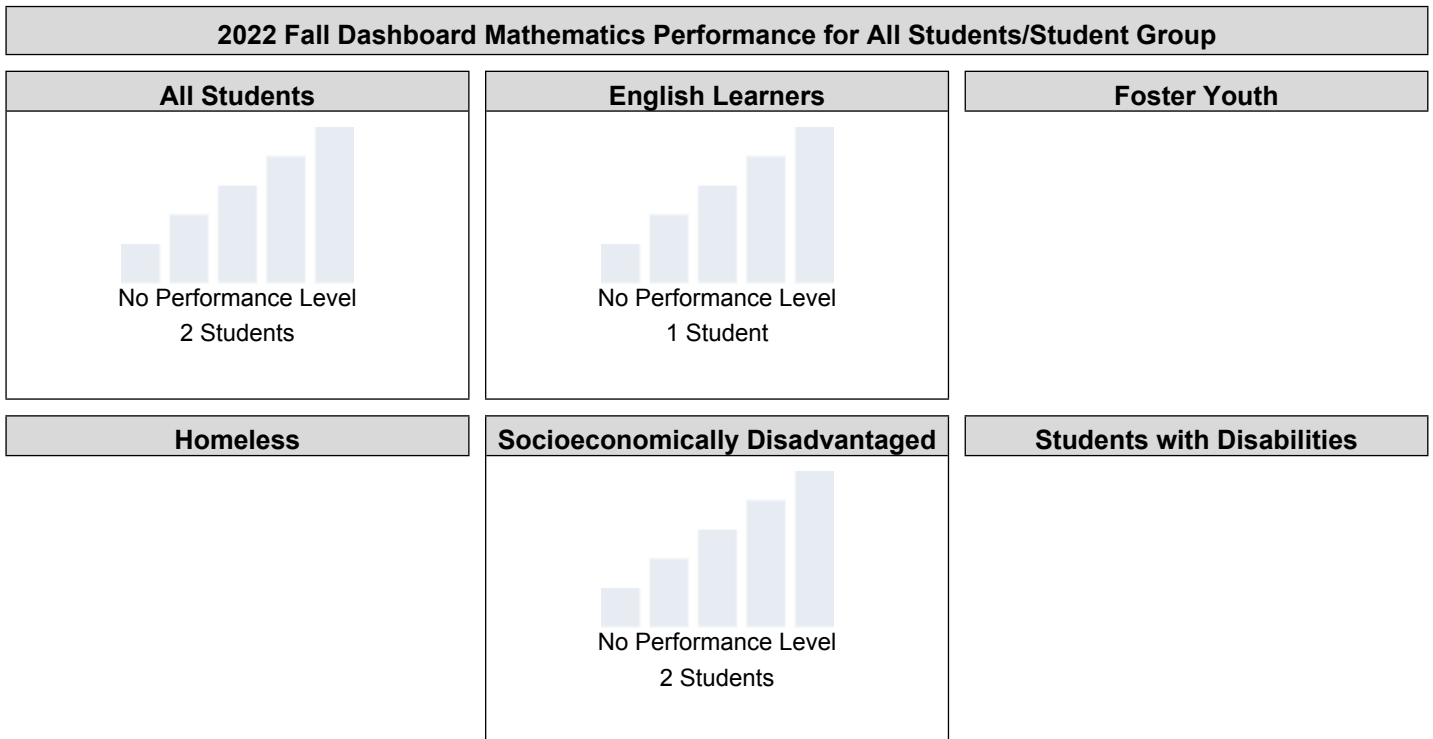 2022 Fall Dashboard Mathematics Performance for All Students/Student Group
All Students
No Performance Level
2 Students
English Learners
No Performance Level
1 Student
Foster Youth
Homeless
Socioeconomically Disadvantaged
No Performance Level
2 Students
Students with Disabilities